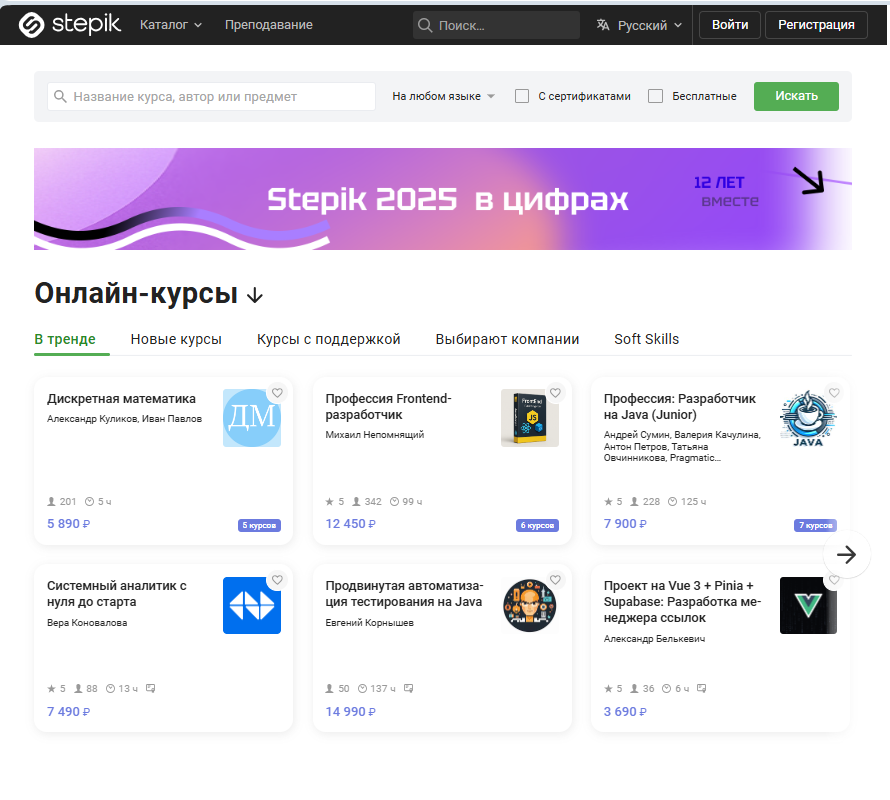 stepik Каталог Преподавание Поиск... Русский Войти Регистрация
Название курса, автор или предмет На любом языке С сертификатами Бесплатные Искать
Stepik 2025 в цифрах
12 ЛЕТ
ВМЕСТЕ
Онлайн-курсы
В тренде Новые курсы Курсы с поддержкой Выбирают компании Soft Skills
Дискретная математика
Александр Куликов, Иван Павлов
ДМ
201 5 ч
5 890 ₽ 5 курсов
Профессия Frontend-
разработчик
Михаил Непомнящий
JS
5 342 99 ч
12 450 ₽ 6 курсов
Профессия: Разработчик
на Java (Junior)
Андрей Сумин, Валерия Качулина,
Антон Петров, Татьяна
Овчинникова, Pragmatic...
JAVA
5 228 125 ч
7 900 ₽ 7 курсов
Системный аналитик с
нуля до старта
Вера Коновалова
5 88 13 ч
7 490 ₽
Продвинутая автоматиза-
ция тестирования на Java
Евгений Корнышев
50 137 ч
14 990 ₽
Проект на Vue 3 + Pinia +
Supabase: Разработка ме-
неджера ссылок
Александр Белькевич
5 36 6 ч
3 690 ₽